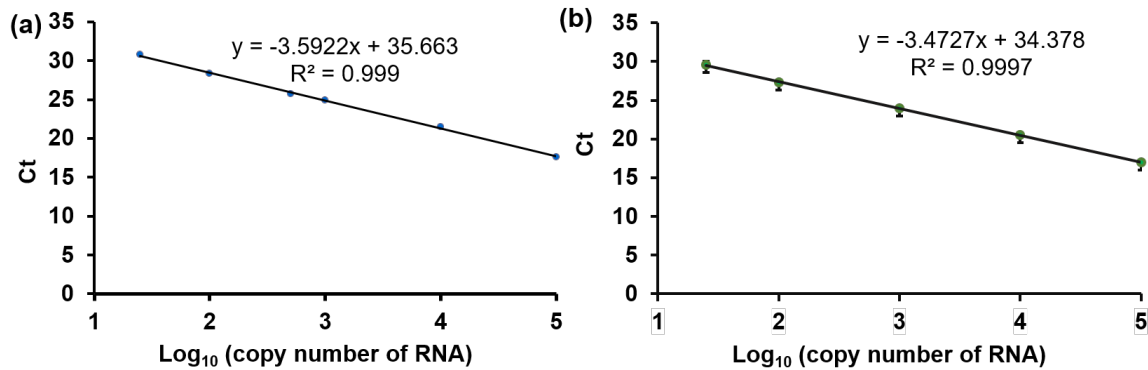 (a)
35
30
25
20
15
10
5
0
Ct
y = -3.5922x + 35.663
R² = 0.999
1 2 3 4 5
Log₁₀ (copy number of RNA)
(b)
35
30
25
20
15
10
5
0
Ct
y = -3.4727x + 34.378
R² = 0.9997
1 2 3 4 5
Log₁₀ (copy number of RNA)